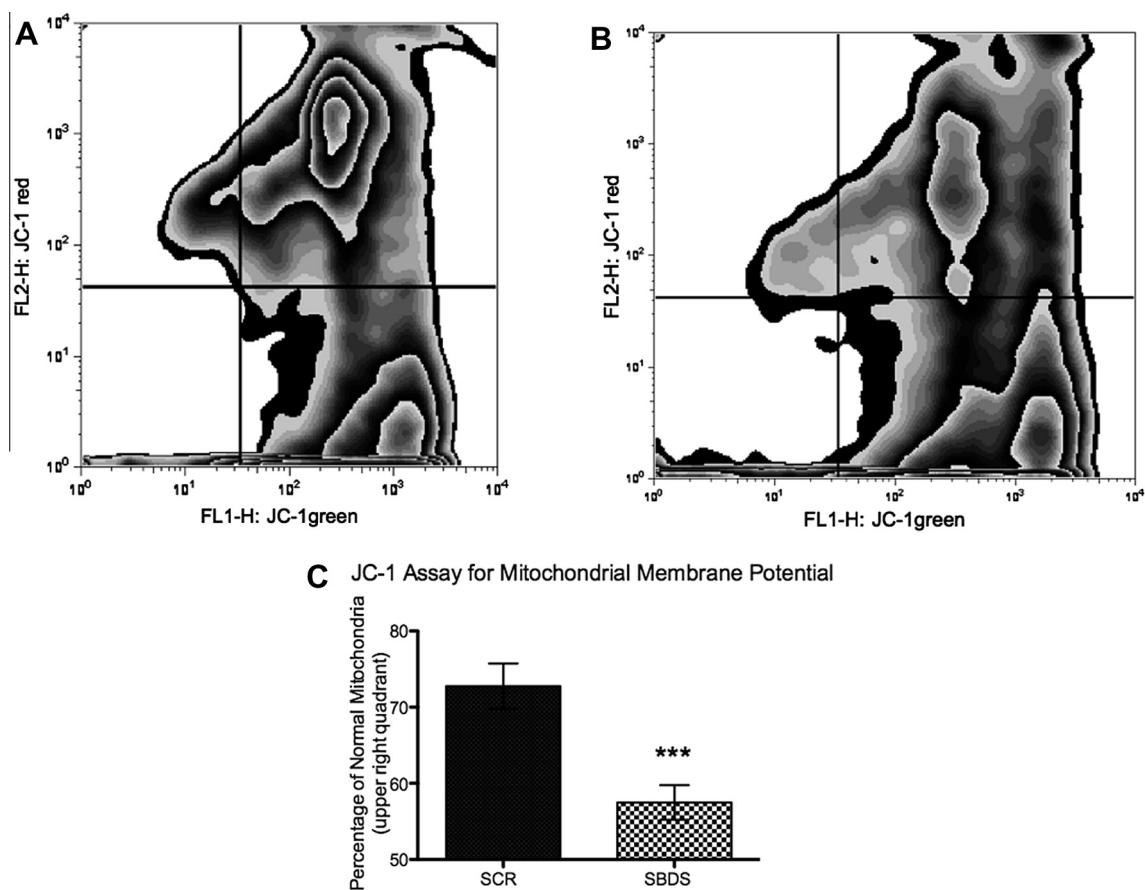 A
10⁴
10³
10²
10¹
10⁰
FL2-H: JC-1 red
10⁰ 10¹ 10² 10³ 10⁴
FL1-H: JC-1green
B
10⁴
10³
10²
10¹
10⁰
FL2-H: JC-1 red
10⁰ 10¹ 10² 10³ 10⁴
FL1-H: JC-1green
C JC-1 Assay for Mitochondrial Membrane Potential
Percentage of Normal Mitochondria
(upper right quadrant)
80
70
60
50
***
SCR SBDS